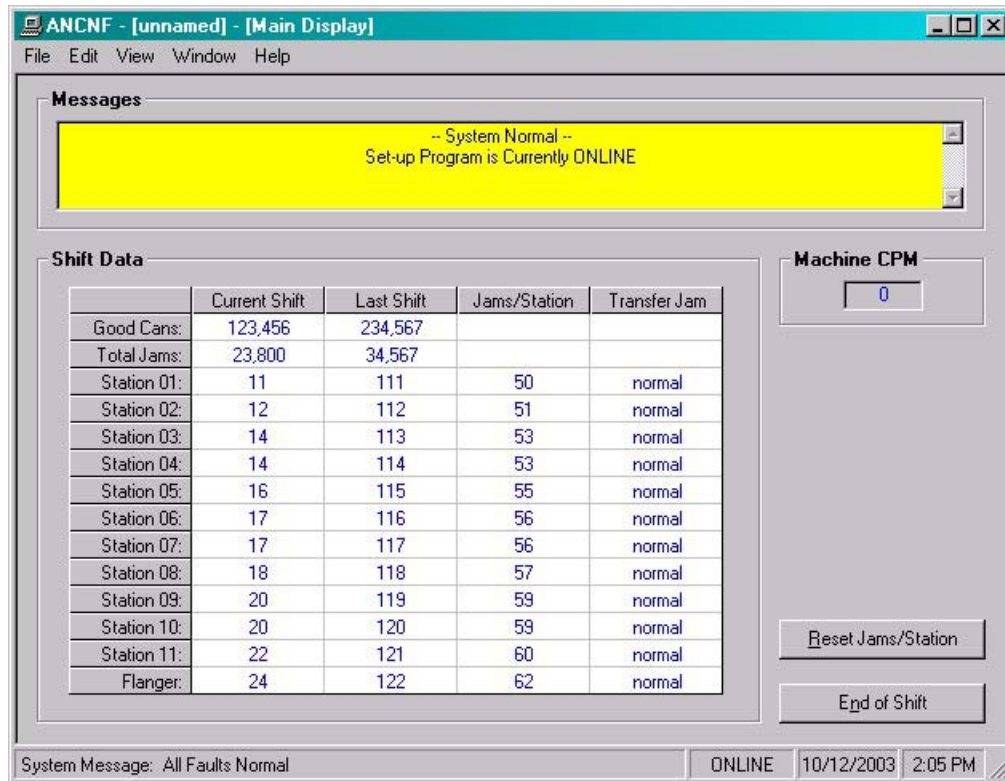 ANCNF - [unnamed] - [Main Display]
File Edit View Window Help
Messages
-- System Normal --
Set-up Program is Currently ONLINE
Shift Data
Machine CPM
0
Current Shift Last Shift Jams/Station Transfer Jam
Good Cans: 123,456 234,567
Total Jams: 23,800 34,567
Station 01: 11 111 50 normal
Station 02: 12 112 51 normal
Station 03: 14 113 53 normal
Station 04: 14 114 53 normal
Station 05: 16 115 55 normal
Station 06: 17 116 56 normal
Station 07: 17 117 56 normal
Station 08: 18 118 57 normal
Station 09: 20 119 59 normal
Station 10: 20 120 59 normal
Station 11: 22 121 60 normal
Flanger: 24 122 62 normal
Reset Jams/Station
End of Shift
System Message: All Faults Normal ONLINE 10/12/2003 2:05 PM